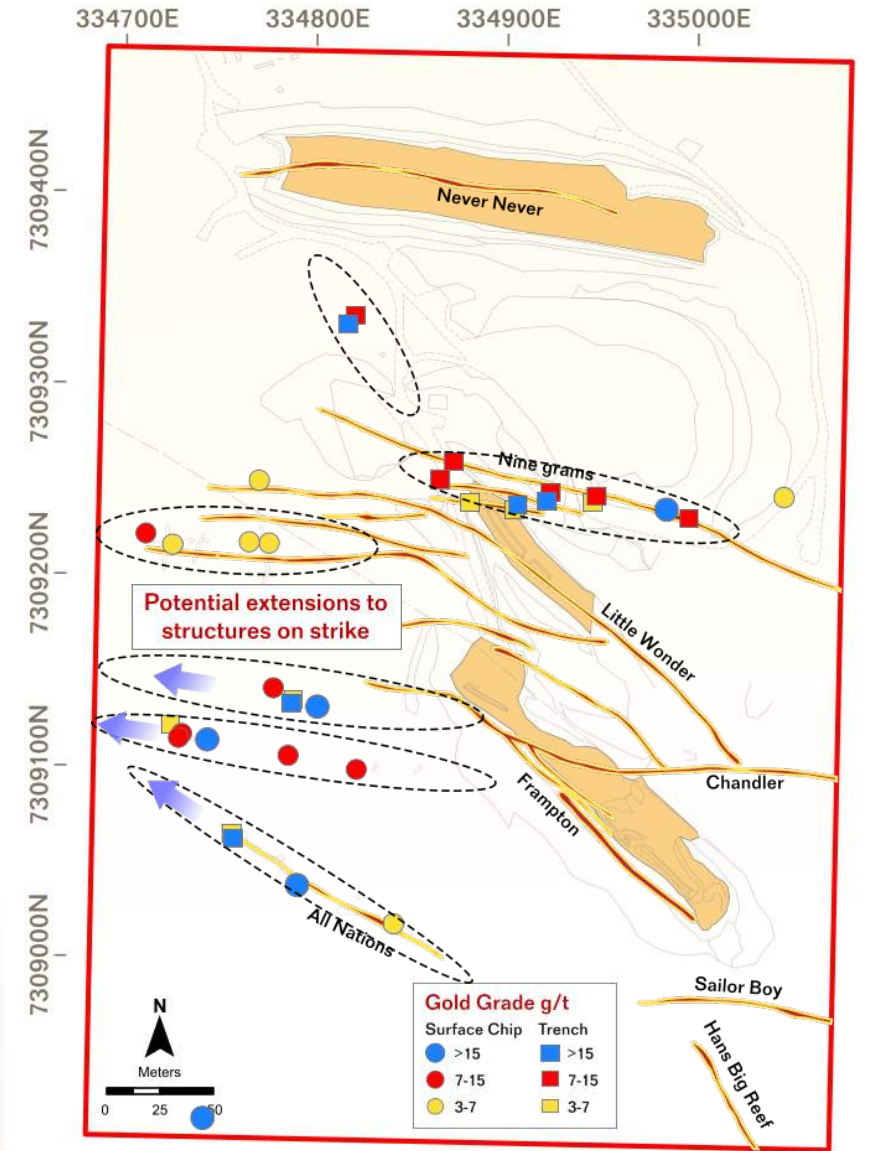 334700E
334800E
334900E
335000E
7309400N
7309300N
7309200N
7309100N
7309000N
Never Never
Nine grams
Potential extensions to
structures on strike
Little Wonder
Chandler
Frampton
All Nations
Sailor Boy
Hans Big Reef
N
Meters
0 25 50
Gold Grade g/t
Surface Chip Trench
>15 >15
7-15 7-15
3-7 3-7